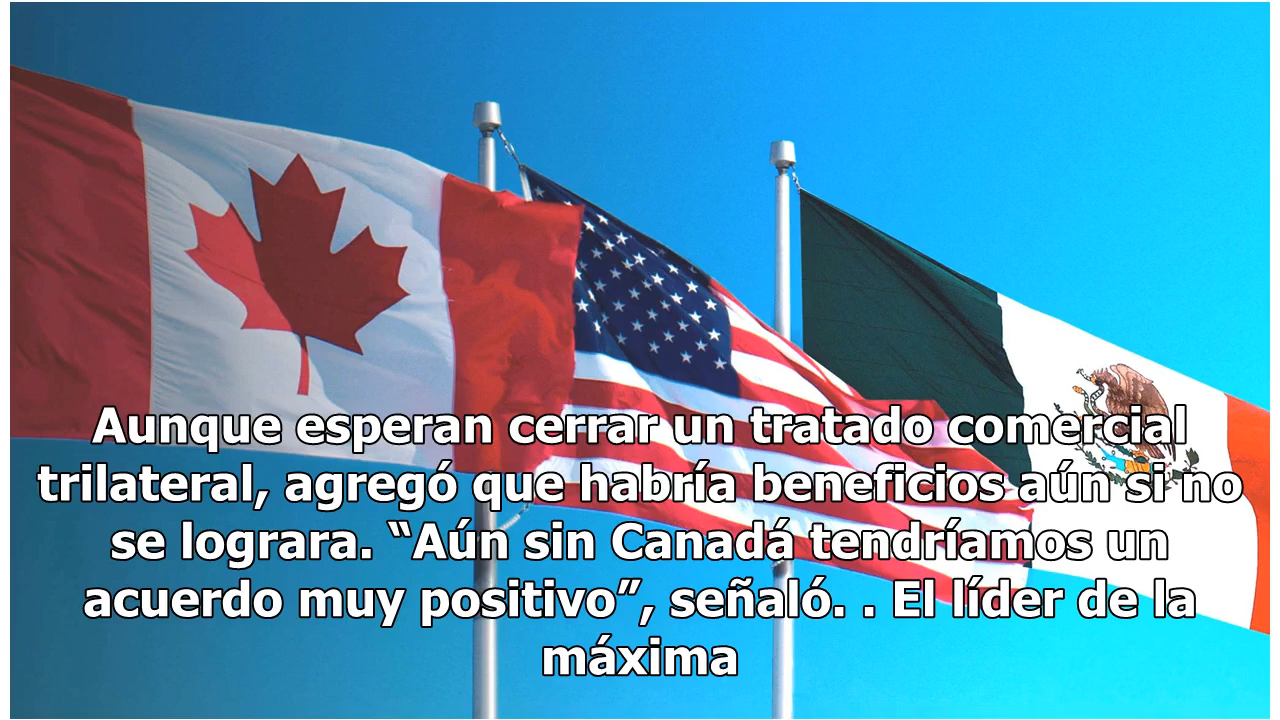 Aunque esperan cerrar un tratado comercial
trilateral, agregó que habría beneficios aún si no
se lograra. “Aún sin Canadá tendríamos un
acuerdo muy positivo”, señaló. . El líder de la
máxima